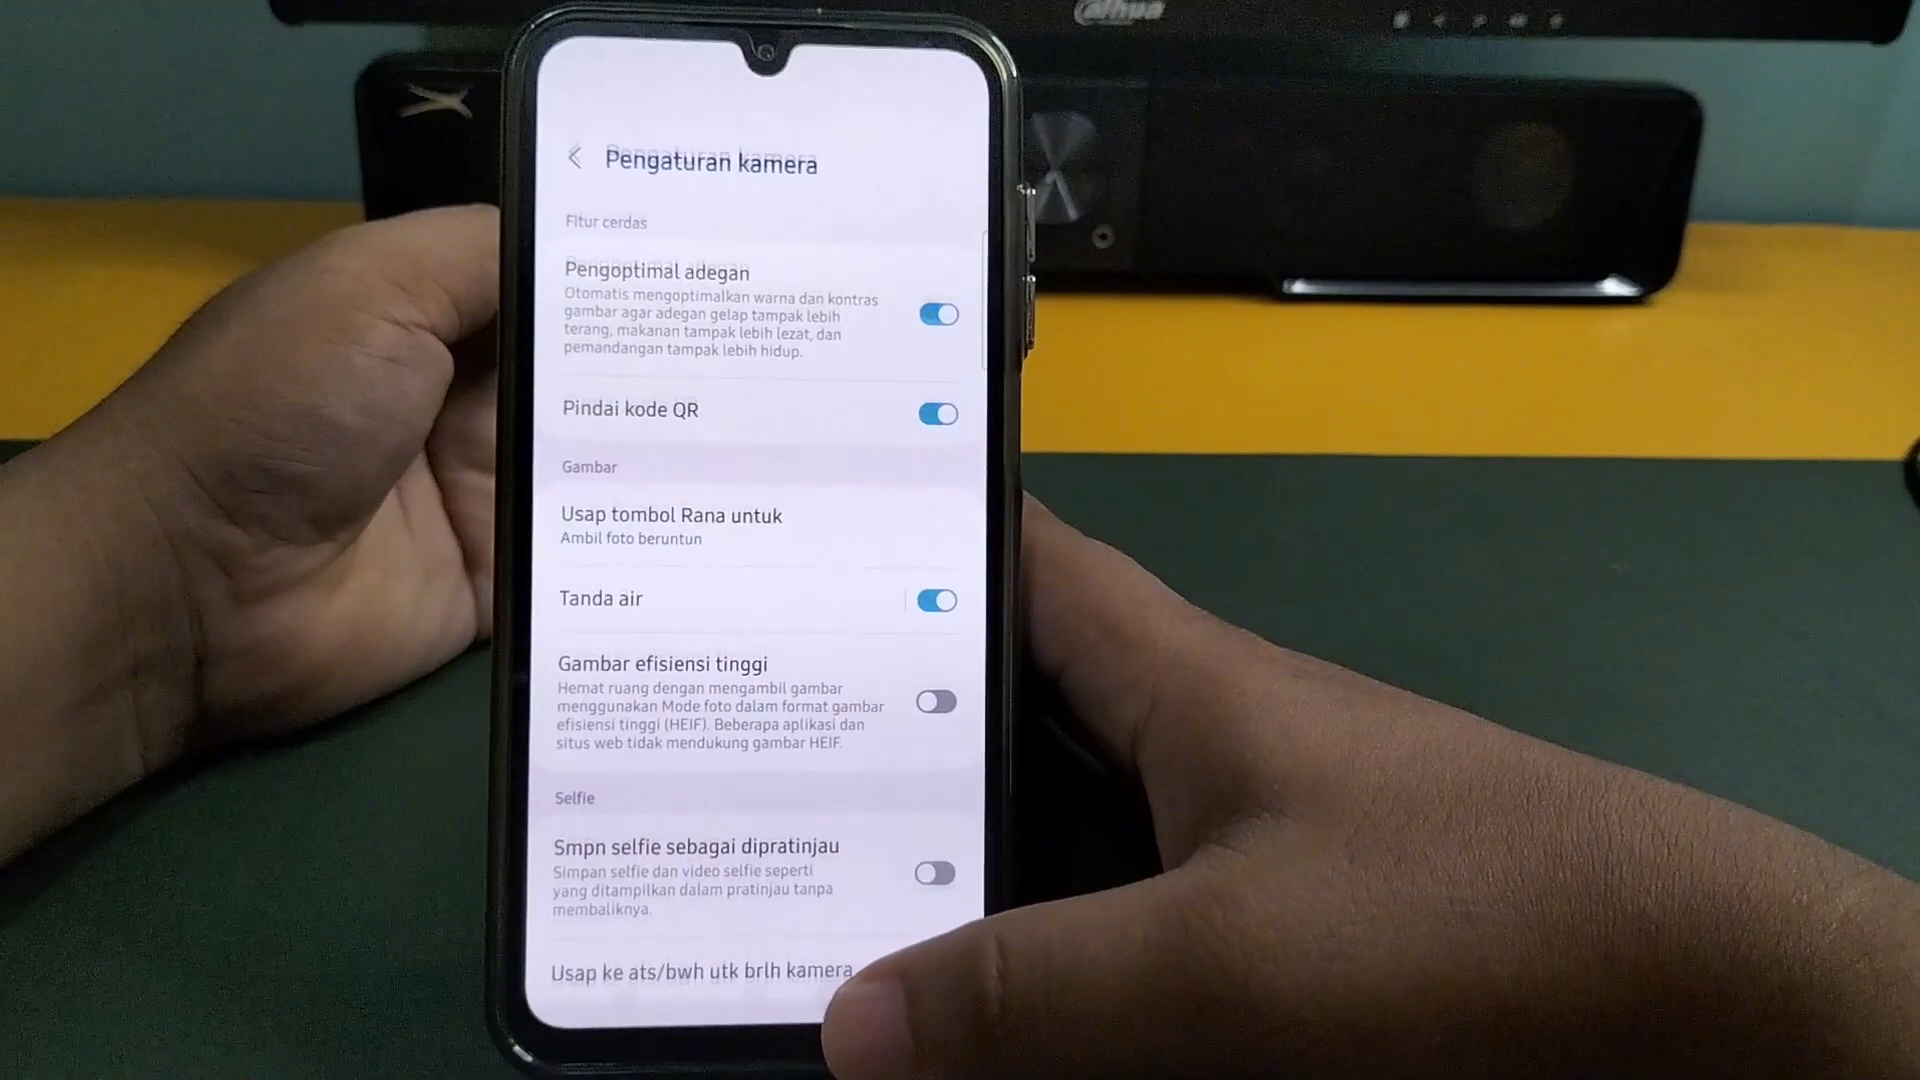 alhua
Pengaturan kamera
Fitur cerdas
Pengoptimal adegan
Otomatis mengoptimalkan warna dan kontras
gambar agar adegan gelap tampak lebih
terang, makanan tampak lebih lezat, dan
pemandangan tampak lebih hidup.
Pindai kode QR
Gambar
Usap tombol Rana untuk
Ambil foto beruntun
Tanda air
Gambar efisiensi tinggi
Hemat ruang dengan mengambil gambar
menggunakan Mode foto dalam format gambar
efisiensi tinggi (HEIF). Beberapa aplikasi dan
situs web tidak mendukung gambar HEIF.
Selfie
Smpn selfie sebagai dipratinjau
Simpan selfie dan video selfie seperti
yang ditampilkan dalam pratinjau tanpa
membaliknya.
Usap ke ats/bwh utk brlh kamera